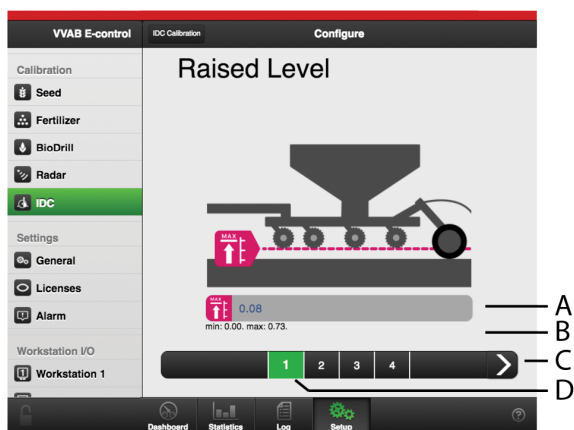 VVAB E-control
IDC Calibration
Configure
Calibration
Seed
Fertilizer
BioDrill
Radar
IDC
Settings
General
Licenses
Alarm
Workstation I/O
Workstation 1
Raised Level
MAX
MAX
0.08
min: 0.00. max: 0.73.
1 2 3 4
A
B
C
D
Dashboard
Statistics
Log
Setup
?